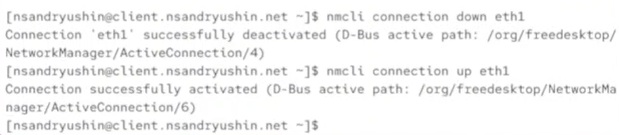 [nsandryushin@client.nsandryushin.net ~]$ nmcli connection down eth1
Connection 'eth1' successfully deactivated (D-Bus active path: /org/freedesktop/
NetworkManager/ActiveConnection/4)
[nsandryushin@client.nsandryushin.net ~]$ nmcli connection up eth1
Connection successfully activated (D-Bus active path: /org/freedesktop/NetworkMa
nager/ActiveConnection/6)
[nsandryushin@client.nsandryushin.net ~]$